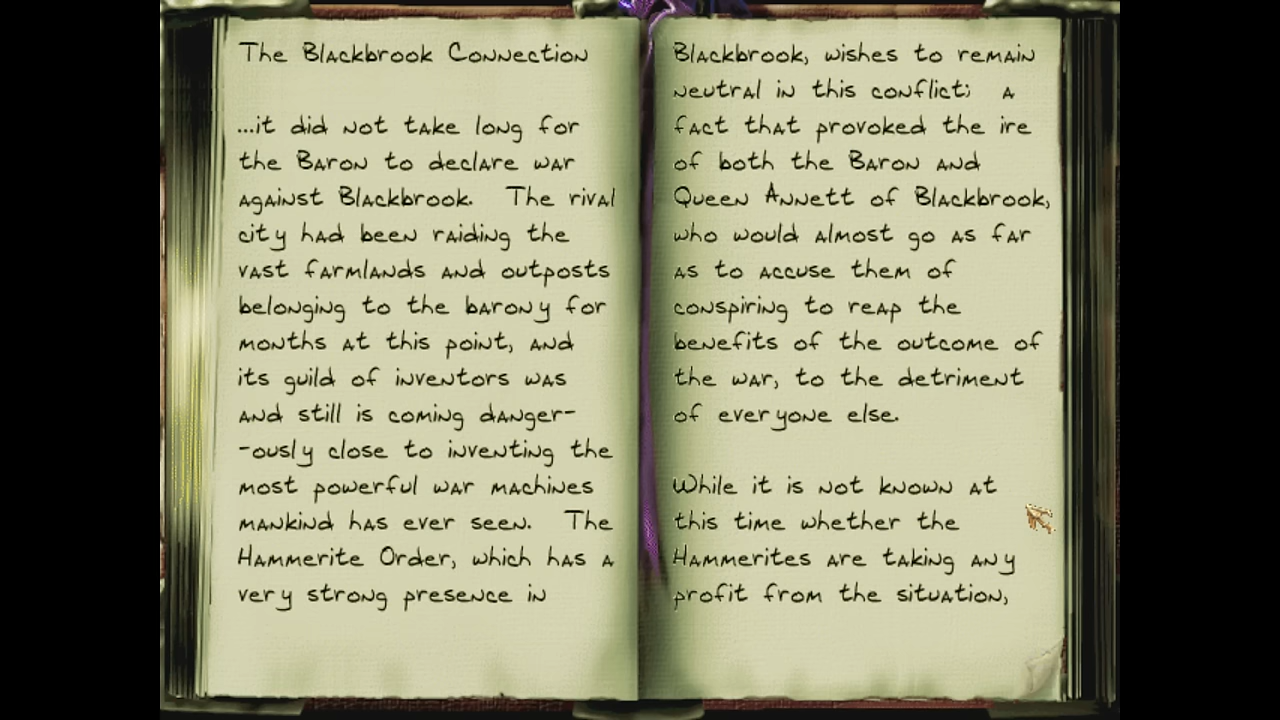 The Blackbrook Connection
...it did not take long for
the Baron to declare war
against Blackbrook. The rival
city had been raiding the
vast farmlands and outposts
belonging to the barony for
months at this point, and
its guild of inventors was
and still is coming danger-
-ously close to inventing the
most powerful war machines
mankind has ever seen. The
Hammerite Order, which has a
very strong presence in
Blackbrook, wishes to remain
neutral in this conflict; a
fact that provoked the ire
of both the Baron and
Queen Annett of Blackbrook,
who would almost go as far
as to accuse them of
conspiring to reap the
benefits of the outcome of
the war, to the detriment
of everyone else.
While it is not known at
this time whether the
Hammerites are taking any
profit from the situation,